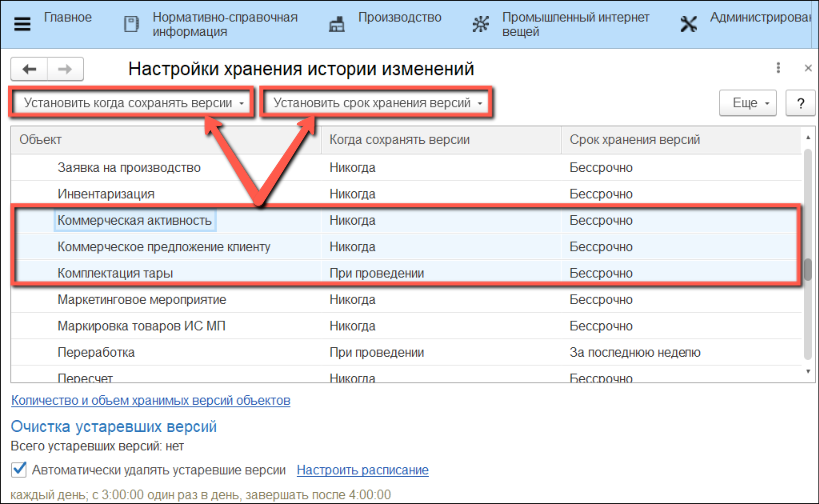 Главное
Нормативно-справочная
информация
Производство
Промышленный интернет
вещей
Администрирован
Настройки хранения истории изменений
Установить когда сохранять версии
Установить срок хранения версий
Еще
?
Объект Когда сохранять версии Срок хранения версий
Заявка на производство Никогда Бессрочно
Инвентаризация Никогда Бессрочно
Коммерческая активность Никогда Бессрочно
Коммерческое предложение клиенту Никогда Бессрочно
Комплектация тары При проведении Бессрочно
Маркетинговое мероприятие Никогда Бессрочно
Маркировка товаров ИС МП Никогда Бессрочно
Переработка При проведении За последнюю неделю
Пересчет Никогда Бессрочно
Количество и объем хранимых версий объектов
Очистка устаревших версий
Всего устаревших версий: нет
Автоматически удалять устаревшие версии Настроить расписание
каждый день; с 3:00:00 один раз в день, завершать после 4:00:00